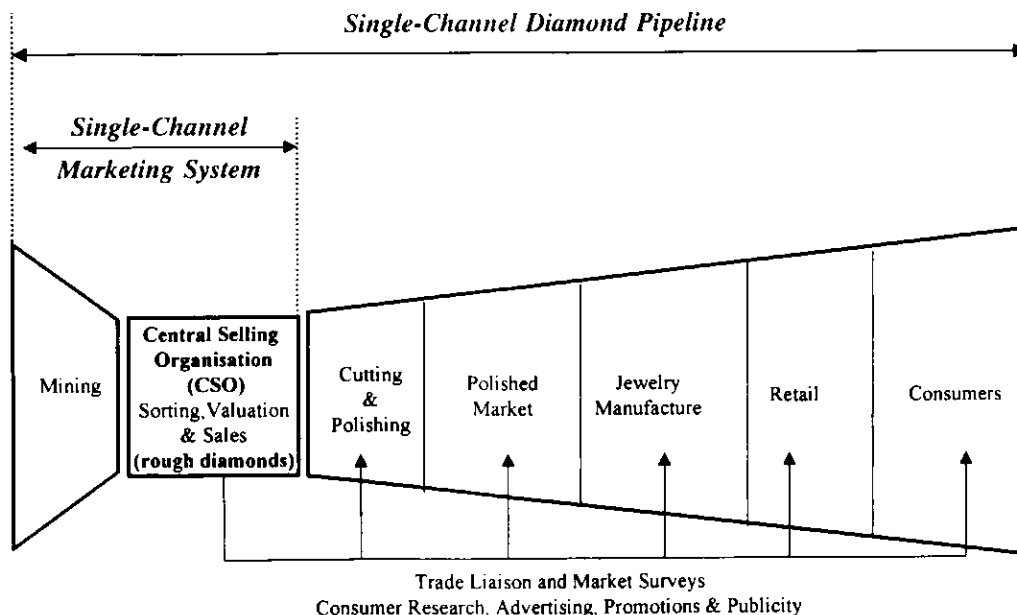 Single-Channel Diamond Pipeline
Single-Channel
Marketing System
Mining
Central Selling
Organisation
(CSO)
Sorting, Valuation
& Sales
(rough diamonds)
Cutting
&
Polishing
Polished
Market
Jewelry
Manufacture
Retail
Consumers
Trade Liaison and Market Surveys
Consumer Research, Advertising, Promotions & Publicity